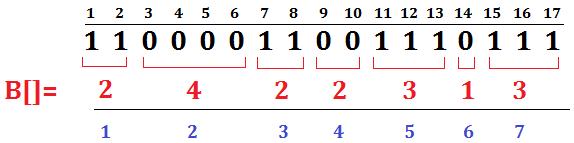 1 2 3 4 5 6 7 8 9 10 11 12 13 14 15 16 17
1 1 0 0 0 0 1 1 0 0 1 1 1 0 1 1 1
B[]= 2 4 2 2 3 1 3
1 2 3 4 5 6 7